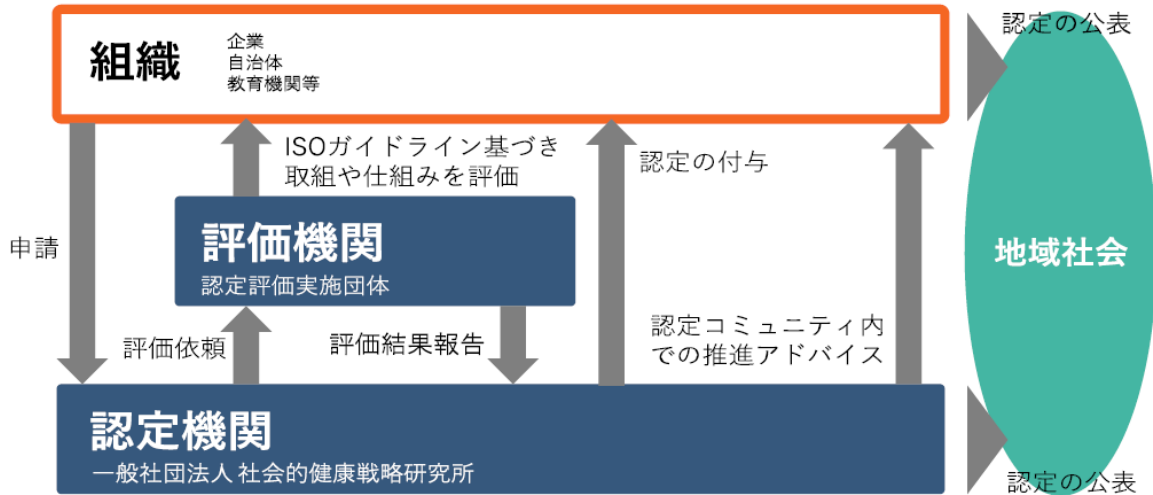 認定の公表
組織
企業
自治体
教育機関等
ISOガイドライン基づき
取組や仕組みを評価
認定の付与
申請
評価機関
認定評価実施団体
地域社会
評価依頼
評価結果報告
認定コミュニティ内
での推進アドバイス
認定機関
一般社団法人 社会的健康戦略研究所
認定の公表